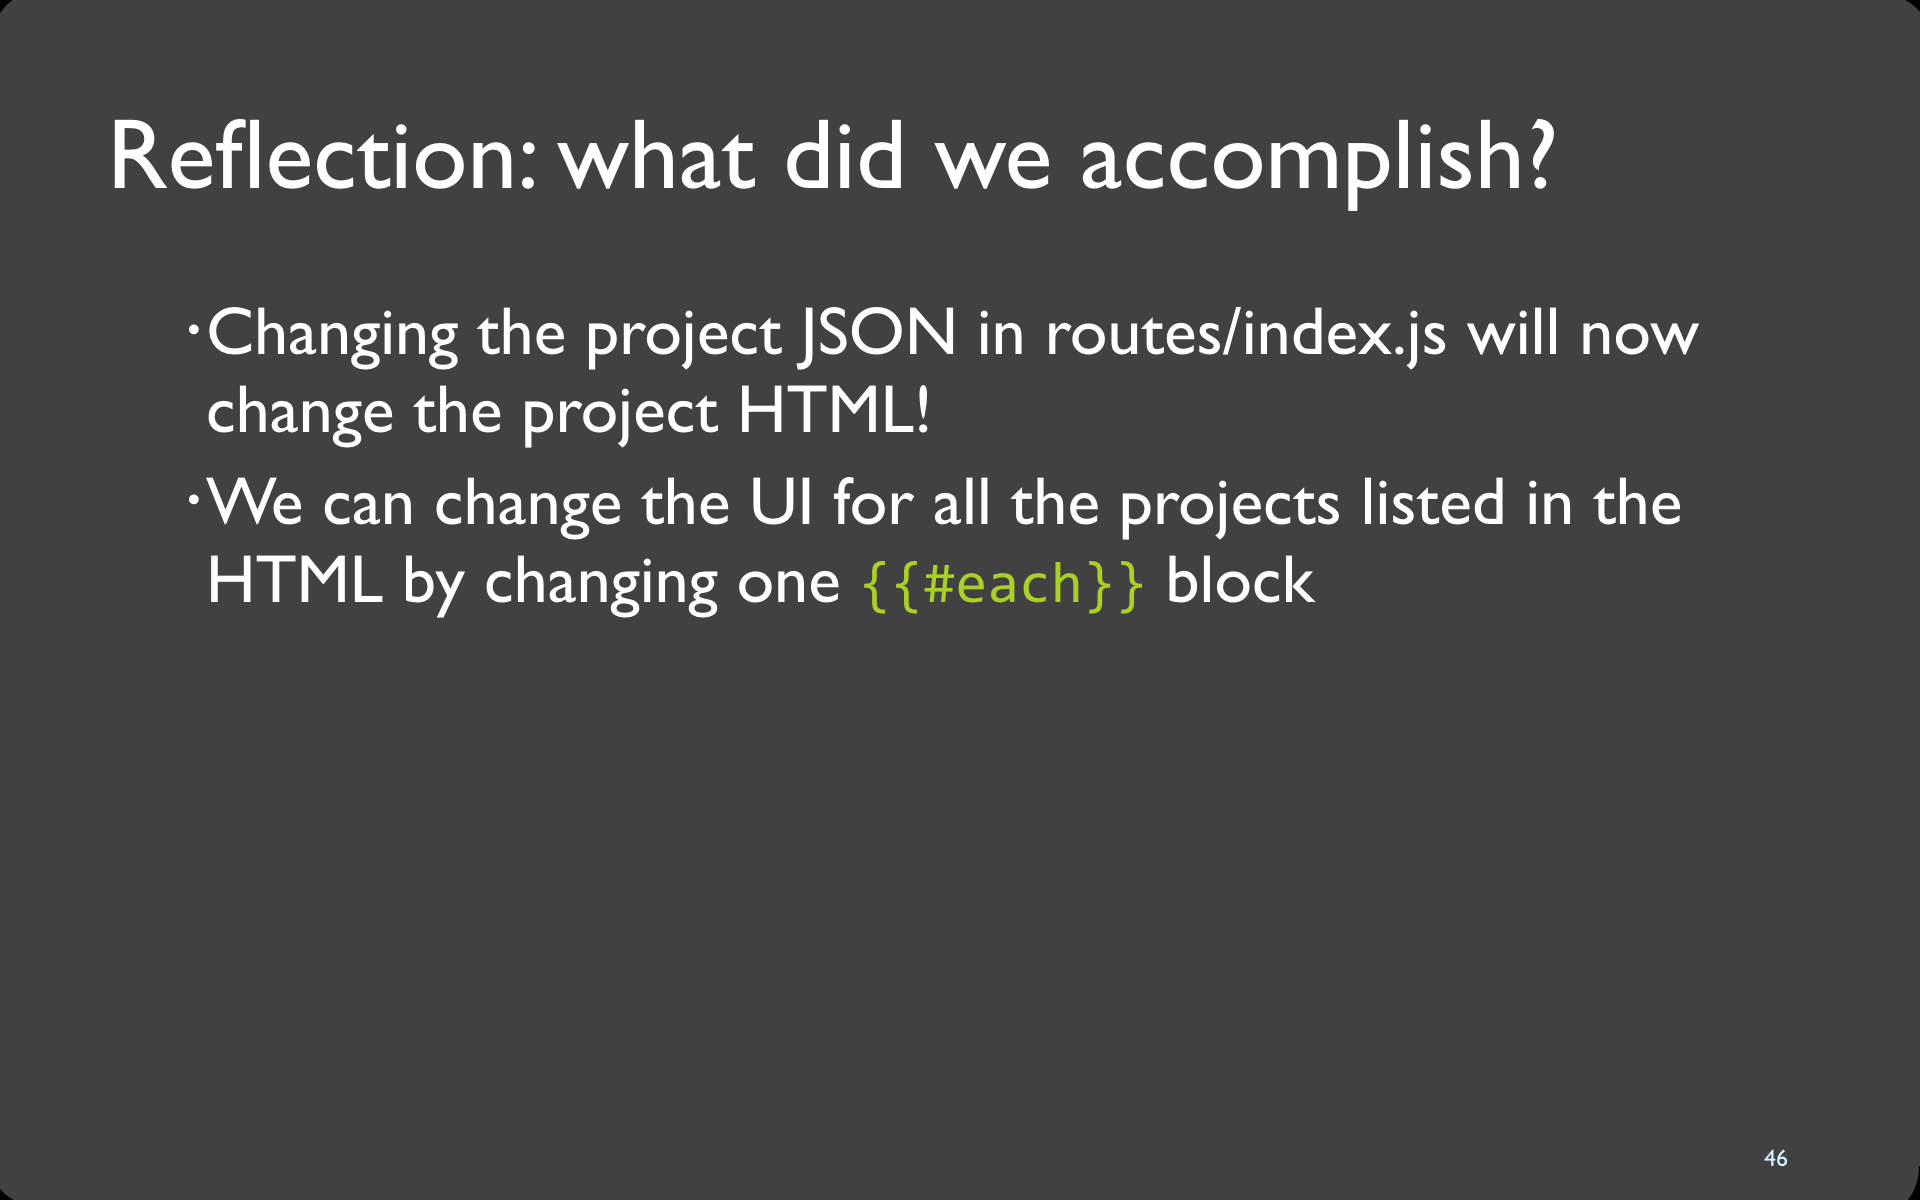 Reflection: what did we accomplish?
•Changing the project JSON in routes/index.js will now
change the project HTML!
•We can change the UI for all the projects listed in the
HTML by changing one {{#each}} block
46